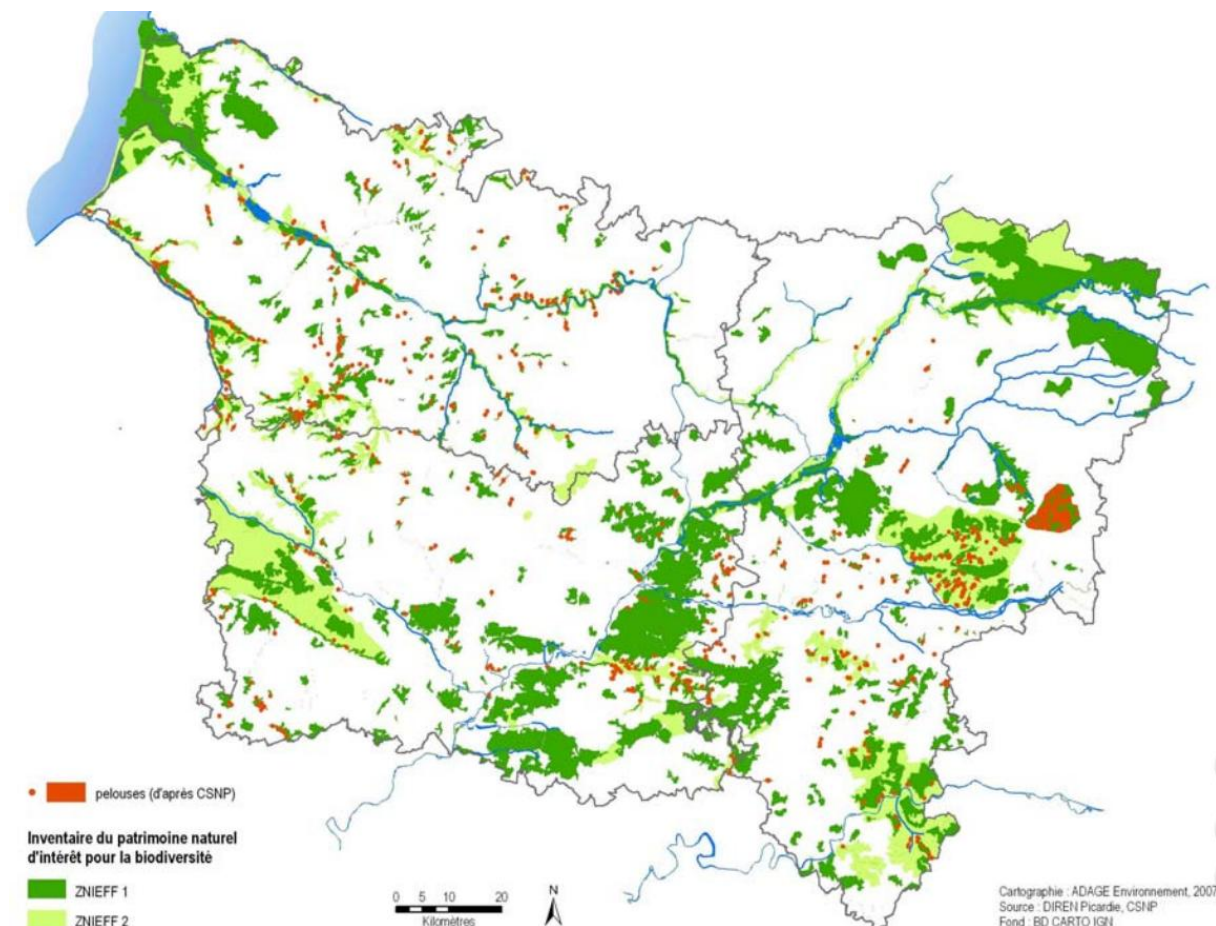 pelouses (d'après CSNP)
Inventaire du patrimoine naturel
d'intérêt pour la biodiversité
ZNIEFF 1
ZNIEFF 2
0 5 10 20
Kilomètres
N
Cartographie : ADAGE Environnement, 2007
Source : DIREN Picardie, CSNP
Fond : BD CARTO IGN